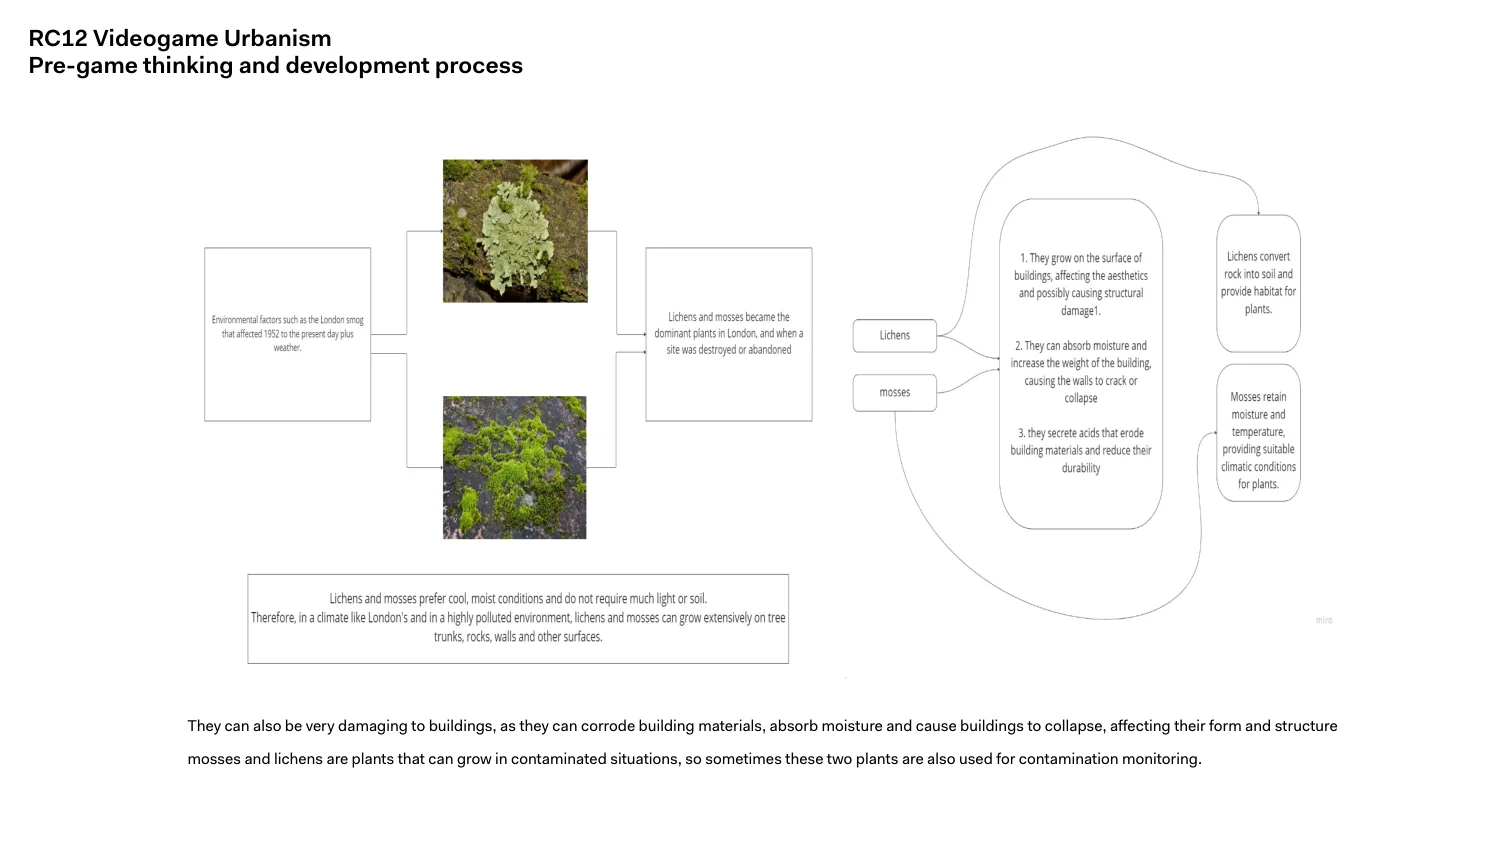 RC12 Videogame Urbanism
Pre-game thinking and development process
Environmental factors such as the London smog
that affected 1952 to the present day plus
weather.
Lichens and mosses became the
dominant plants in London, and when a
site was destroyed or abandoned
Lichens and mosses prefer cool, moist conditions and do not require much light or soil.
Therefore, in a climate like London's and in a highly polluted environment, lichens and mosses can grow extensively on tree
trunks, rocks, walls and other surfaces.
Lichens
mosses
1. They grow on the surface of
buildings, affecting the aesthetics
and possibly causing structural
damage1.
2. They can absorb moisture and
increase the weight of the building,
causing the walls to crack or
collapse
3. they secrete acids that erode
building materials and reduce their
durability
Lichens convert
rock into soil and
provide habitat for
plants.
Mosses retain
moisture and
temperature,
providing suitable
climatic conditions
for plants.
miro
They can also be very damaging to buildings, as they can corrode building materials, absorb moisture and cause buildings to collapse, affecting their form and structure
mosses and lichens are plants that can grow in contaminated situations, so sometimes these two plants are also used for contamination monitoring.